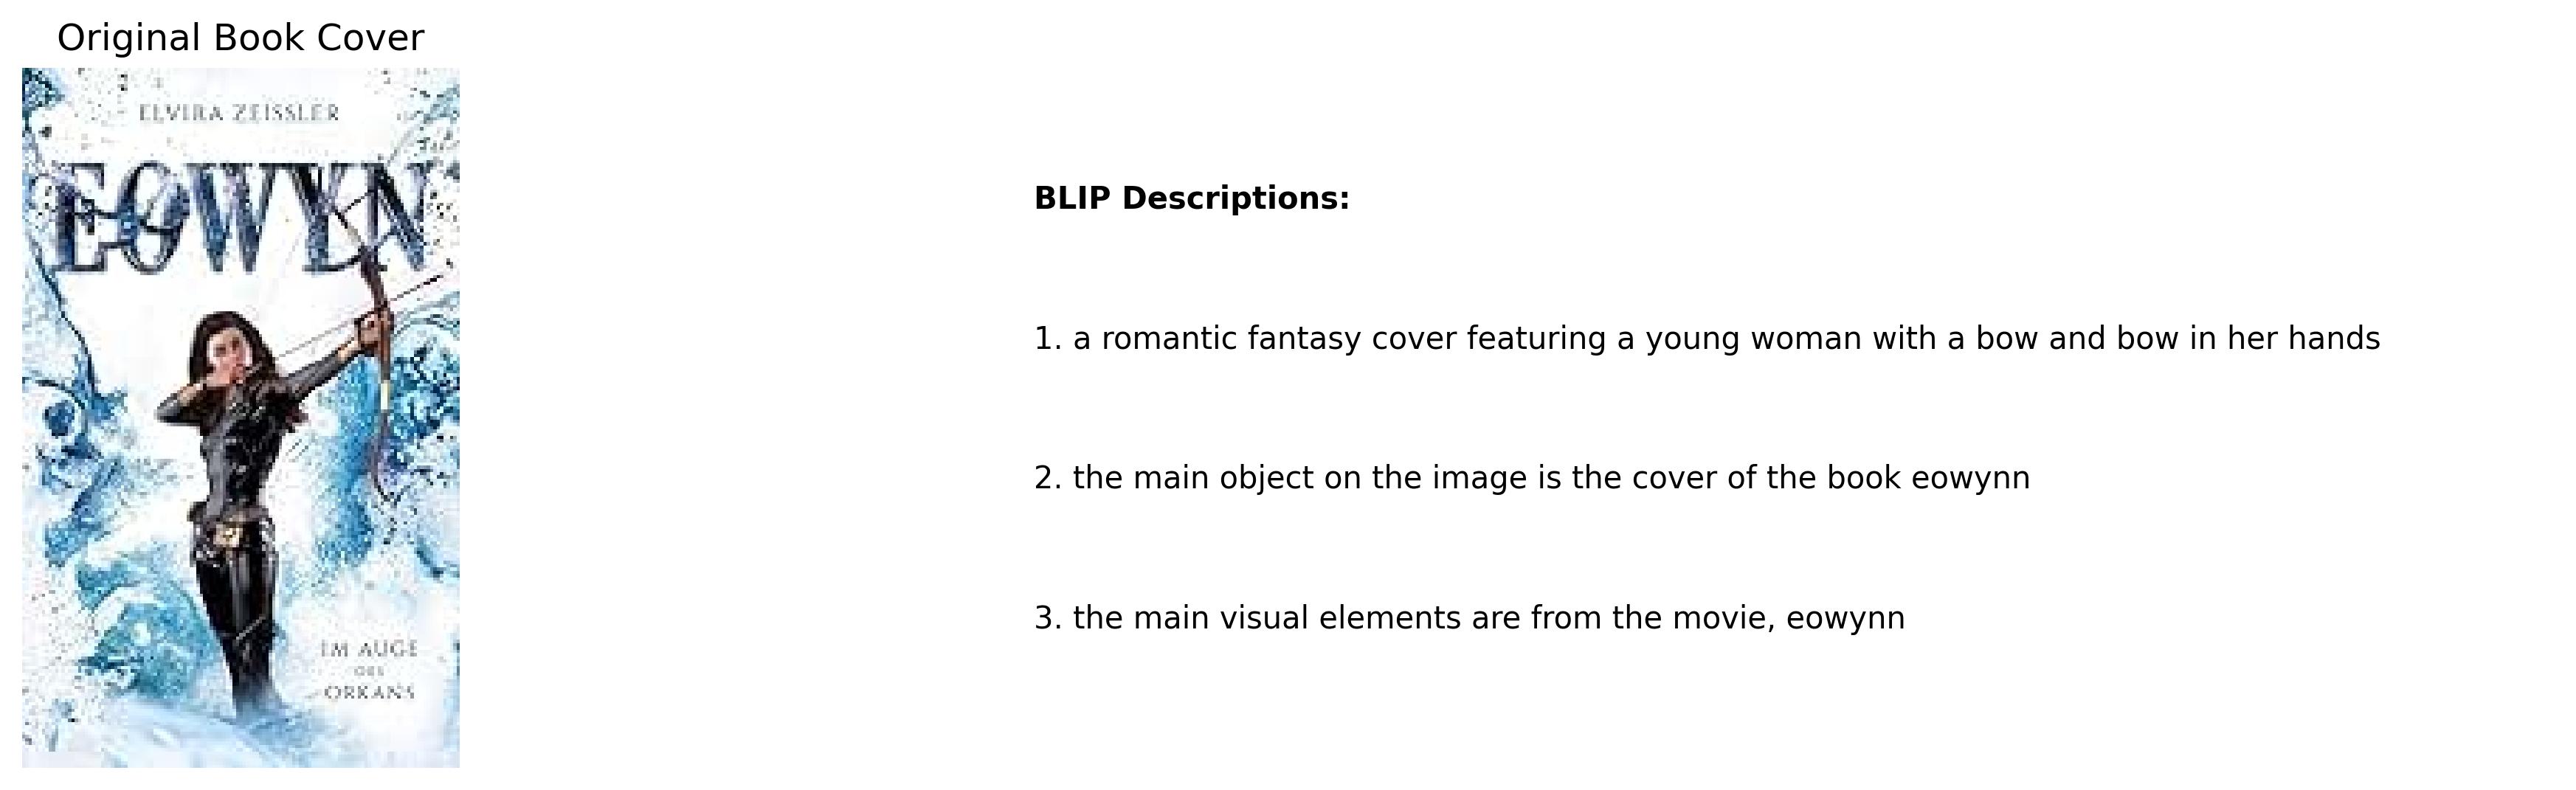 Original Book Cover
ELVIRA ZEISSLER
EOWYN
IM AUGE
DES
ORKANS
BLIP Descriptions:
1. a romantic fantasy cover featuring a young woman with a bow and bow in her hands
2. the main object on the image is the cover of the book eowynn
3. the main visual elements are from the movie, eowynn